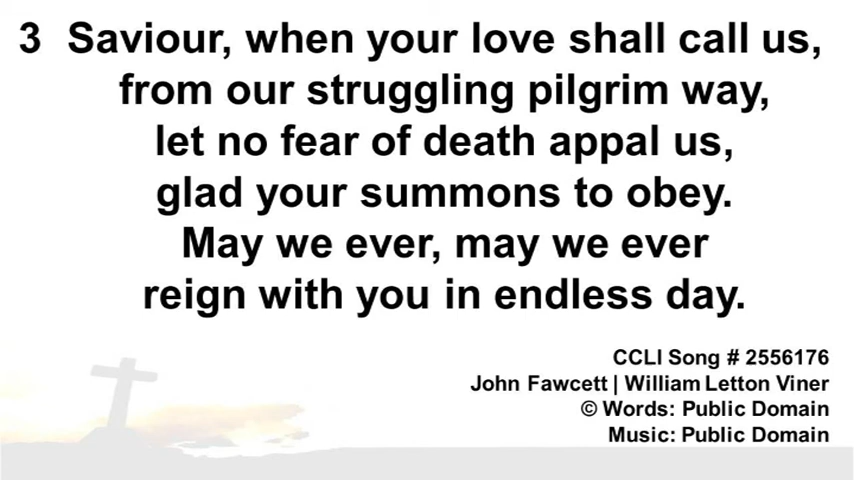 3 Saviour, when your love shall call us,
from our struggling pilgrim way,
let no fear of death appal us,
glad your summons to obey.
May we ever, may we ever
reign with you in endless day.
CCLI Song # 2556176
John Fawcett | William Letton Viner
© Words: Public Domain
Music: Public Domain